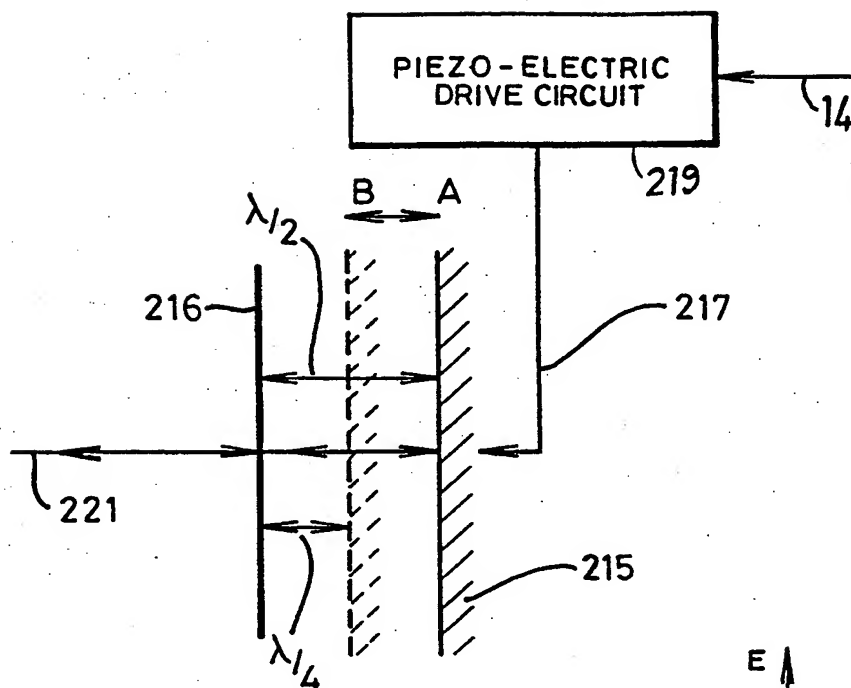 PIEZO-ELECTRIC
DRIVE CIRCUIT
14
219
B A
λ/2
216
217
221
215
λ/4
E